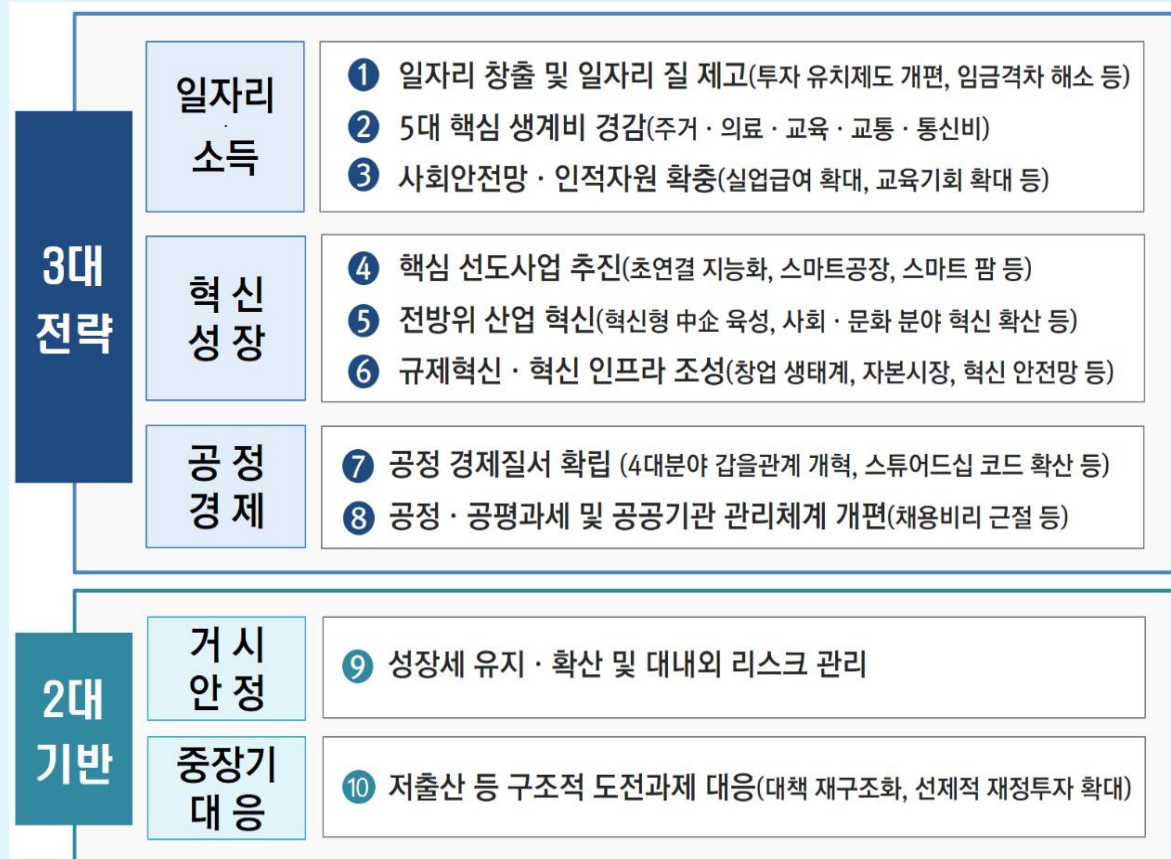 3대
전략
일자리
·
소득
❶ 일자리 창출 및 일자리 질 제고(투자 유치제도 개편, 임금격차 해소 등)
❷ 5대 핵심 생계비 경감(주거 · 의료 · 교육 · 교통 · 통신비)
❸ 사회안전망 · 인적자원 확충(실업급여 확대, 교육기회 확대 등)
혁 신
성 장
❹ 핵심 선도사업 추진(초연결 지능화, 스마트공장, 스마트 팜 등)
❺ 전방위 산업 혁신(혁신형 中企 육성, 사회 · 문화 분야 혁신 확산 등)
❻ 규제혁신 · 혁신 인프라 조성(창업 생태계, 자본시장, 혁신 안전망 등)
공 정
경 제
❼ 공정 경제질서 확립 (4대분야 갑을관계 개혁, 스튜어드십 코드 확산 등)
❽ 공정 · 공평과세 및 공공기관 관리체계 개편(채용비리 근절 등)
2대
기반
거 시
안 정
❾ 성장세 유지 · 확산 및 대내외 리스크 관리
중장기
대 응
❿ 저출산 등 구조적 도전과제 대응(대책 재구조화, 선제적 재정투자 확대)